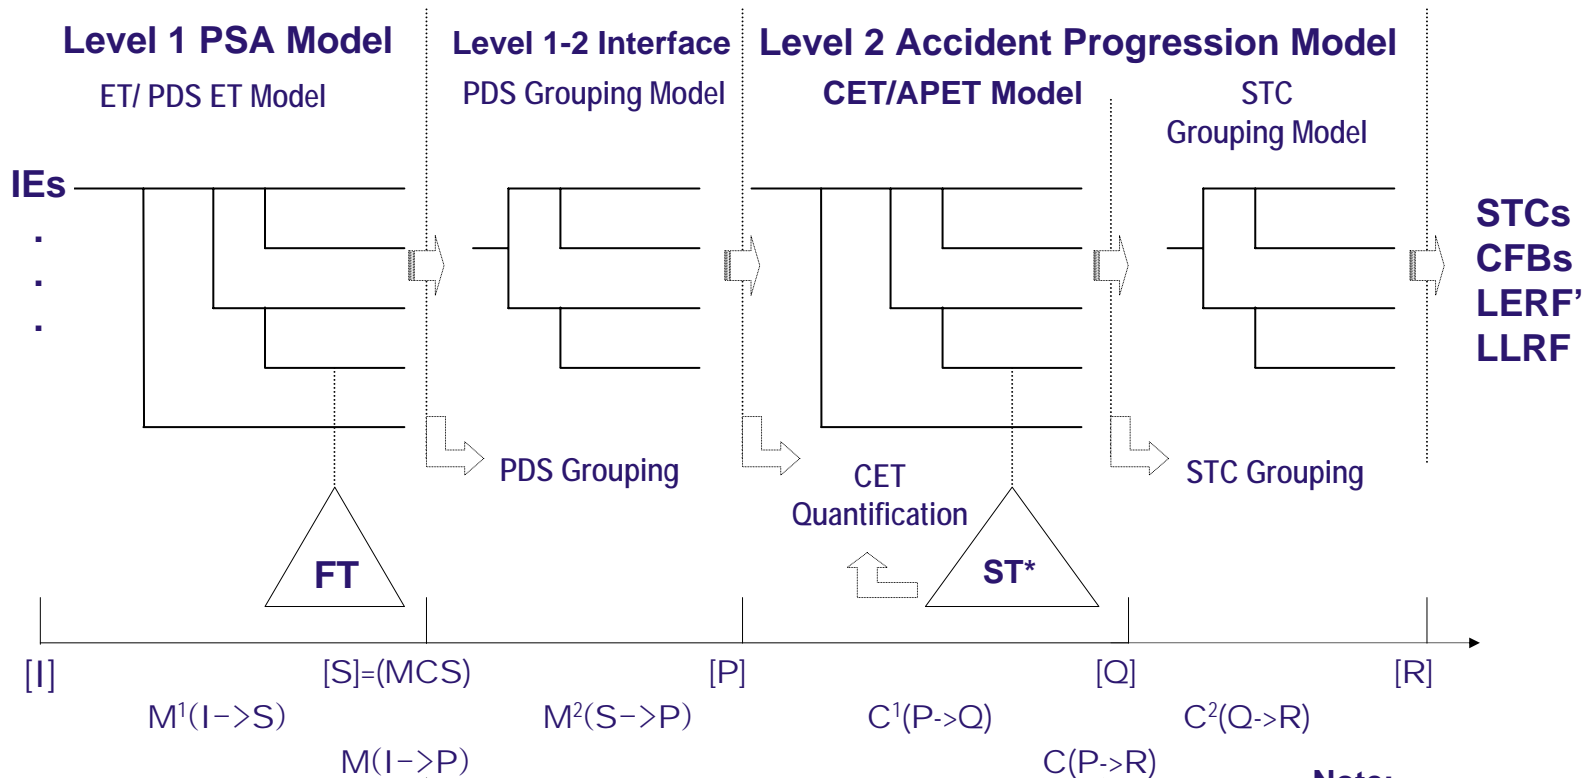 Level 1 PSA Model
ET/ PDS ET Model
Level 1-2 Interface
PDS Grouping Model
Level 2 Accident Progression Model
CET/APET Model
STC
Grouping Model
IEs
.
.
.
STCs
CFBs
LERF'
LLRF
PDS Grouping
CET
Quantification
STC Grouping
FT
ST*
[I]
[S]=(MCS)
[P]
[Q]
[R]
M¹(I->S)
M²(S->P)
C¹(P->Q)
C²(Q->R)
M(I->P)
C(P->R)
Note: